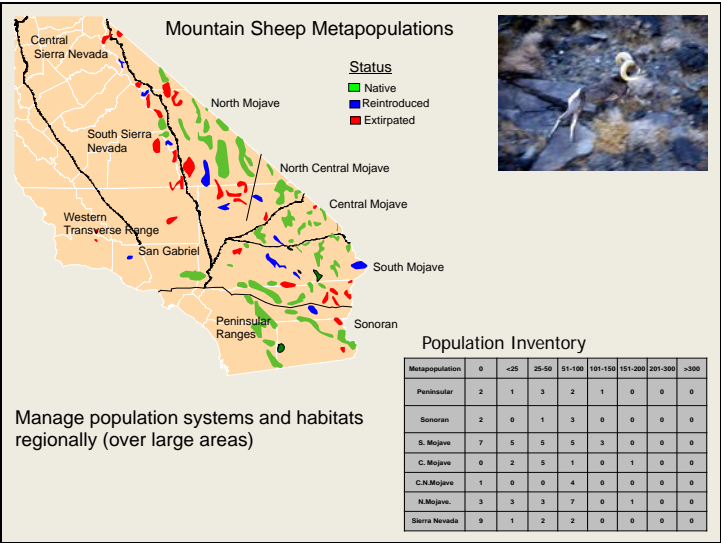 Mountain Sheep Metapopulations
Central
Sierra Nevada
Status
Native
Reintroduced
Extirpated
North Mojave
South Sierra
Nevada
North Central Mojave
Central Mojave
Western
Transverse Range
San Gabriel
South Mojave
Peninsular
Ranges
Sonoran
Population Inventory
Metapopulation 0 <25 25-50 51-100 101-150 151-200 201-300 >300
Peninsular 2 1 3 2 1 0 0 0
Sonoran 2 0 1 3 0 0 0 0
S. Mojave 7 5 5 5 3 0 0 0
C. Mojave 0 2 5 1 0 1 0 0
C.N.Mojave 1 0 0 4 0 0 0 0
N.Mojave. 3 3 3 7 0 1 0 0
Sierra Nevada 9 1 2 2 0 0 0 0
Manage population systems and habitats
regionally (over large areas)